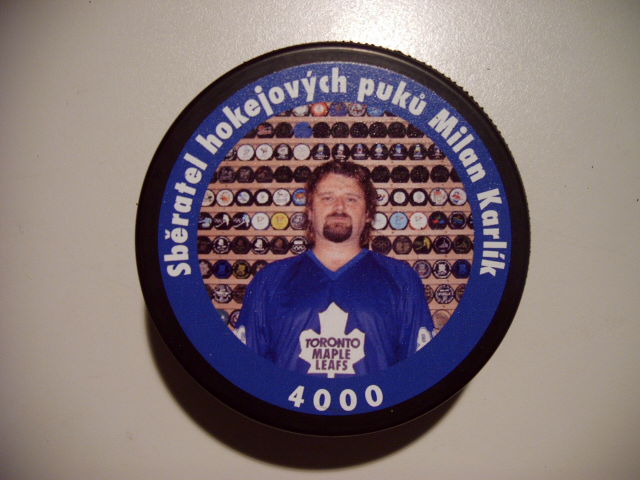 Sběratel hokejových puků Milan Karlík
TORONTO
MAPLE
LEAFS
4000